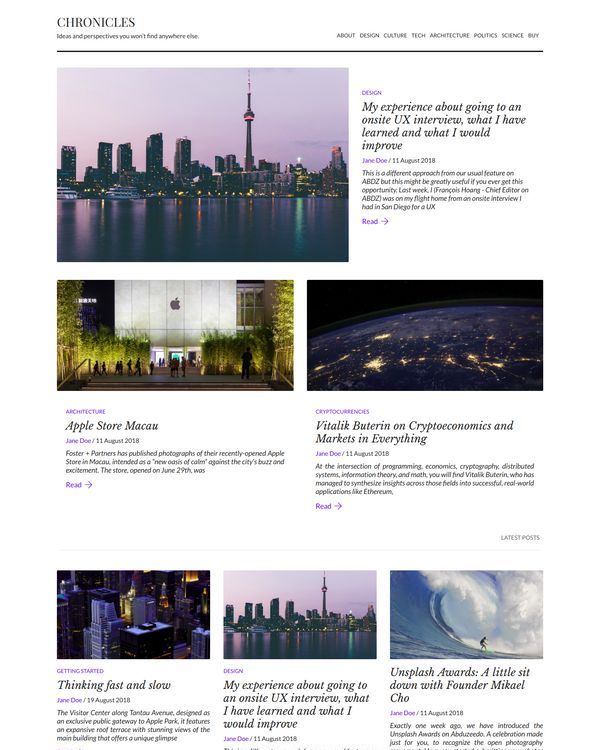 CHRONICLES
Ideas and perspectives you won't find anywhere else.
ABOUT DESIGN CULTURE TECH ARCHITECTURE POLITICS SCIENCE BUY
DESIGN
My experience about going to an
onsite UX interview, what I have
learned and what I would
improve
Jane Doe / 11 August 2018
This is a different approach from our usual feature on
ABDZ but this might be greatly useful if you ever get this
opportunity. Last week, I (François Hoang - Chief Editor on
ABDZ) was on my flight home from an onsite interview I
had in San Diego for a UX
Read →
ARCHITECTURE
Apple Store Macau
Jane Doe / 11 August 2018
Foster + Partners has published photographs of their recently-opened Apple
Store in Macau, intended as a "new oasis of calm" against the city's buzz and
excitement. The store, opened on June 29th, was
Read →
CRYPTOCURRENCIES
Vitalik Buterin on Cryptoeconomics and
Markets in Everything
Jane Doe / 11 August 2018
At the intersection of programming, economics, cryptography, distributed
systems, information theory, and math, you will find Vitalik Buterin, who has
managed to synthesize insights across those fields into successful, real-world
applications like Ethereum,
Read →
LATEST POSTS
GETTING STARTED
Thinking fast and slow
Jane Doe / 19 August 2018
The Visitor Center along Tantau Avenue, designed as
an exclusive public gateway to Apple Park, it features
an expansive roof terrace with stunning views of the
main building that offers a unique glimpse
DESIGN
My experience about going to
an onsite UX interview, what
I have learned and what I
would improve
Jane Doe / 11 August 2018
Unsplash Awards: A little sit
down with Founder Mikael
Cho
Jane Doe / 11 August 2018
Exactly one week ago, we have introduced the
Unsplash Awards on Abduzeedo. A celebration made
just for you, to recognize the open photography